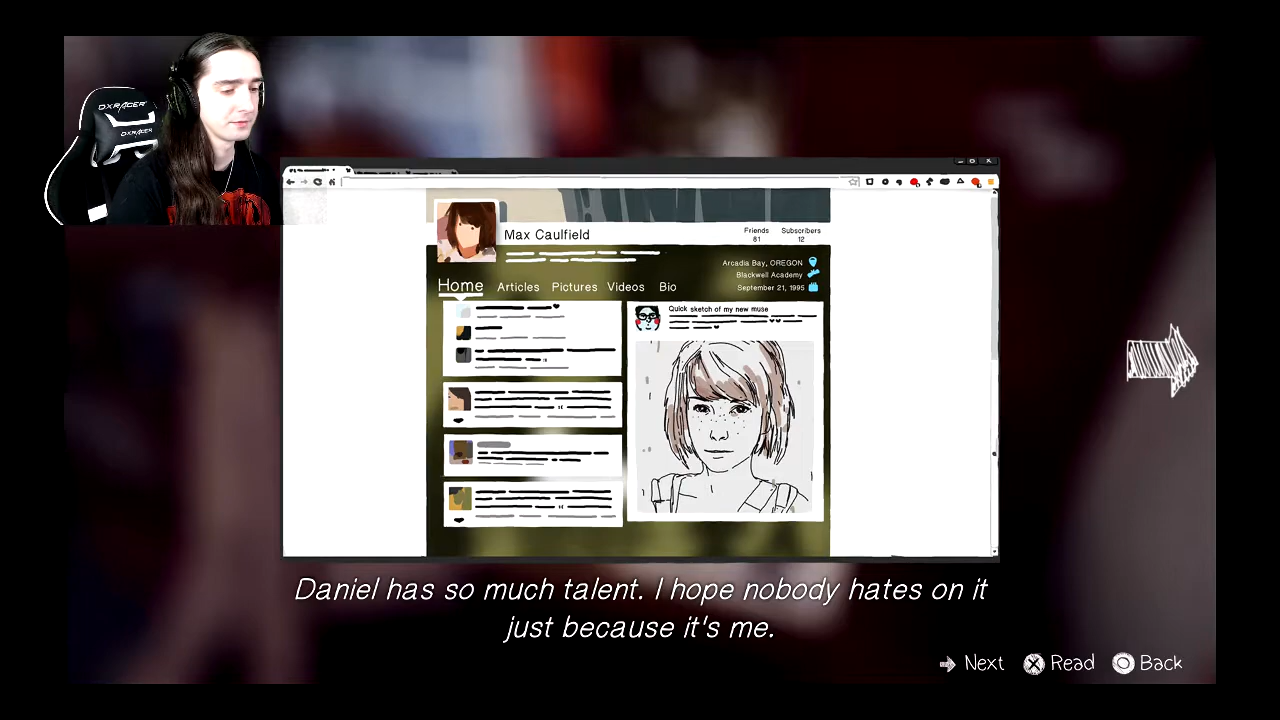 DXRACER
DXRACER
Max Caulfield
Friends
61
Subscribers
12
Arcadia Bay, OREGON
Blackwell Academy
September 21, 1995
Home Articles Pictures Videos Bio
Quick sketch of my new muse
Daniel has so much talent. I hope nobody hates on it
just because it's me.
Next Read Back